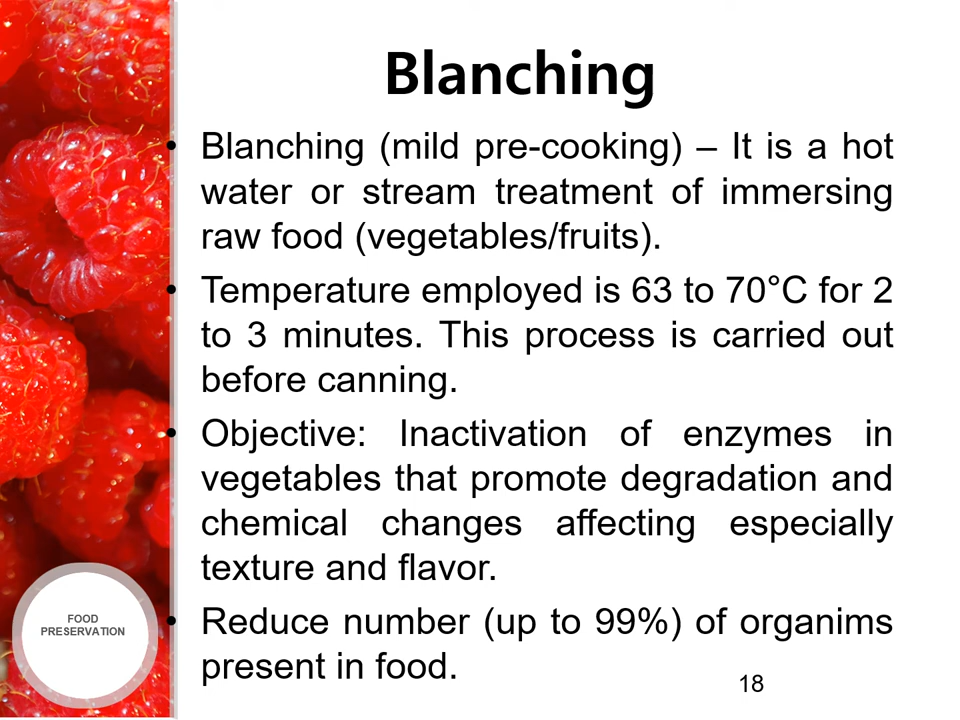 Blanching
• Blanching (mild pre-cooking) – It is a hot
water or stream treatment of immersing
raw food (vegetables/fruits).
• Temperature employed is 63 to 70°C for 2
to 3 minutes. This process is carried out
before canning.
• Objective: Inactivation of enzymes in
vegetables that promote degradation and
chemical changes affecting especially
texture and flavor.
• Reduce number (up to 99%) of organims
present in food.
FOOD
PRESERVATION
18